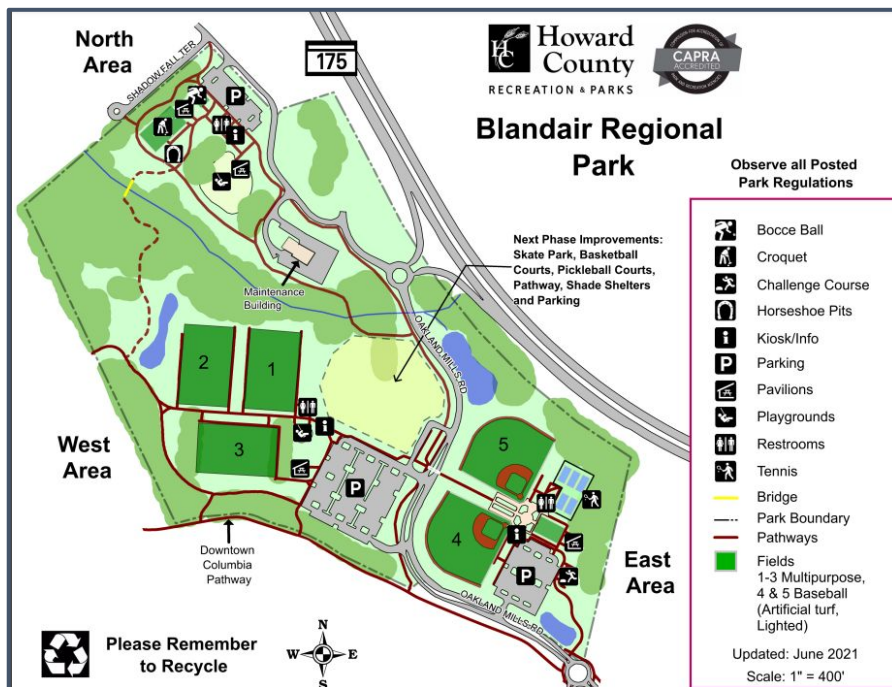 North
Area
SHADOW FALL TER
175
HC
Howard
County
RECREATION & PARKS
CAPRA
ACCREDITED
Blandair Regional
Park
Observe all Posted
Park Regulations
P
i
Maintenance
Building
Next Phase Improvements:
Skate Park, Basketball
Courts, Pickleball Courts,
Pathway, Shade Shelters
and Parking
OAKLAND MILLS RD
2
1
3
i
P
5
4
i
P
West
Area
East
Area
Downtown
Columbia
Pathway
OAKLAND MILLS RD
Please Remember
to Recycle
N
W
E
S
Bocce Ball
Croquet
Challenge Course
Horseshoe Pits
i Kiosk/Info
P Parking
Pavilions
Playgrounds
Restrooms
Tennis
Bridge
Park Boundary
Pathways
Fields
1-3 Multipurpose,
4 & 5 Baseball
(Artificial turf,
Lighted)
Updated: June 2021
Scale: 1" = 400'